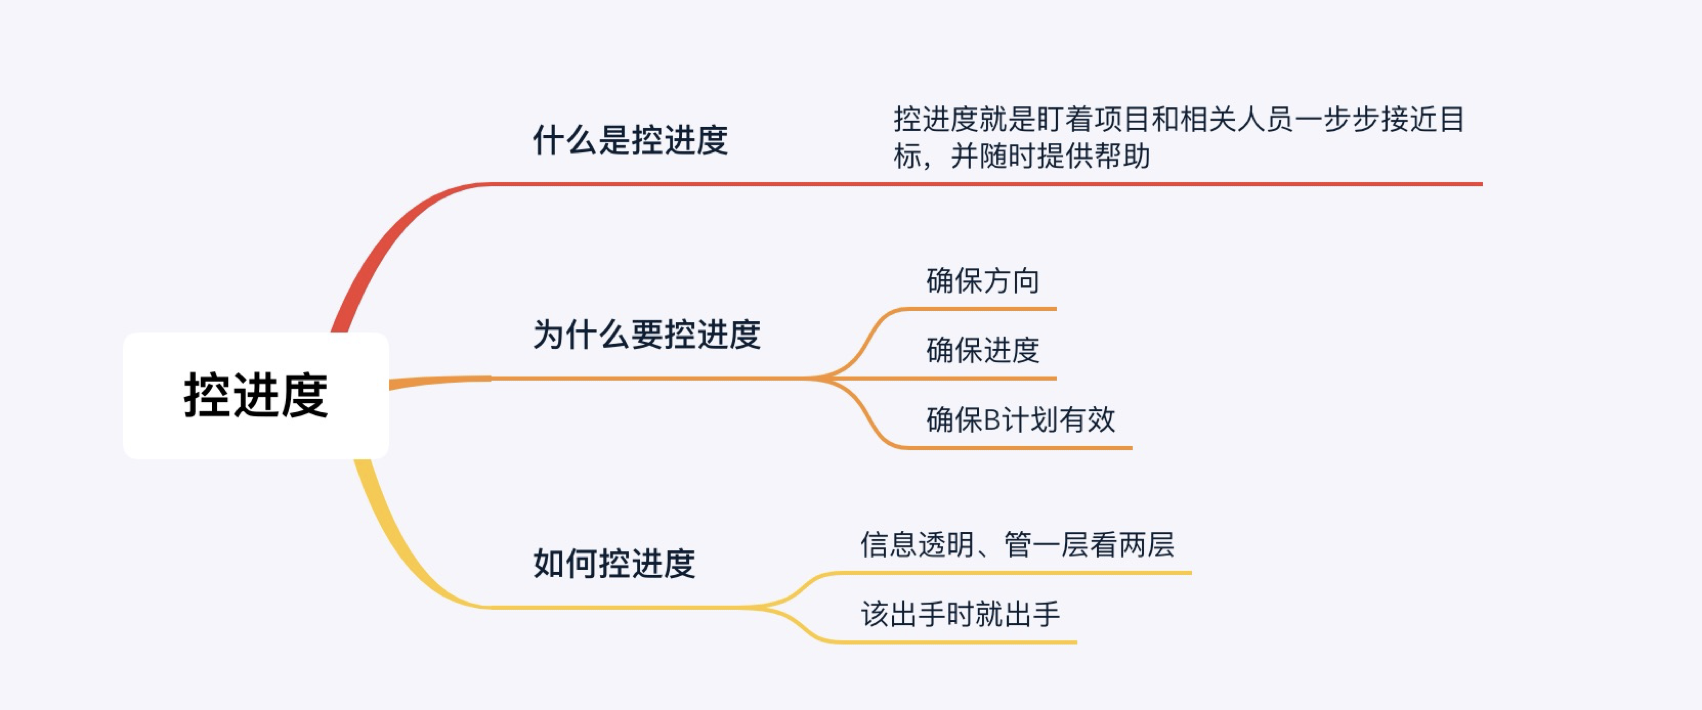 什么是控进度
控进度就是盯着项目和相关人员一步步接近目
标，并随时提供帮助
确保方向
为什么要控进度
确保进度
控进度
确保B计划有效
信息透明、管一层看两层
如何控进度
该出手时就出手